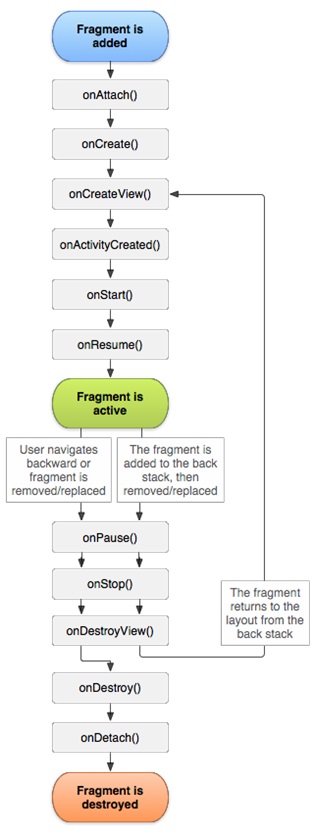 Fragment is
added
onAttach()
onCreate()
onCreateView()
onActivityCreated()
onStart()
onResume()
Fragment is
active
User navigates
backward or
fragment is
removed/replaced
The fragment is
added to the back
stack, then
removed/replaced
onPause()
onStop()
onDestroyView()
The fragment
returns to the
layout from the
back stack
onDestroy()
onDetach()
Fragment is
destroyed